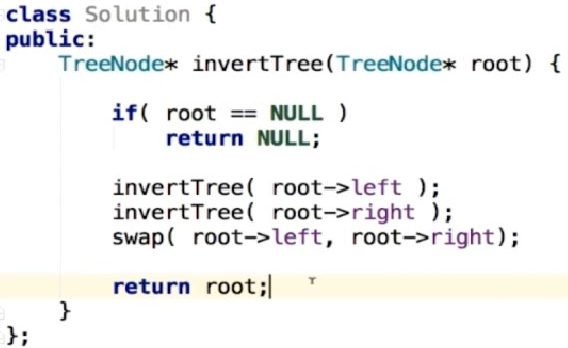 class Solution {
public:
    TreeNode* invertTree(TreeNode* root) {
        if( root == NULL )
            return NULL;
        invertTree( root->left );
        invertTree( root->right );
        swap( root->left, root->right);
        return root;
    }
};